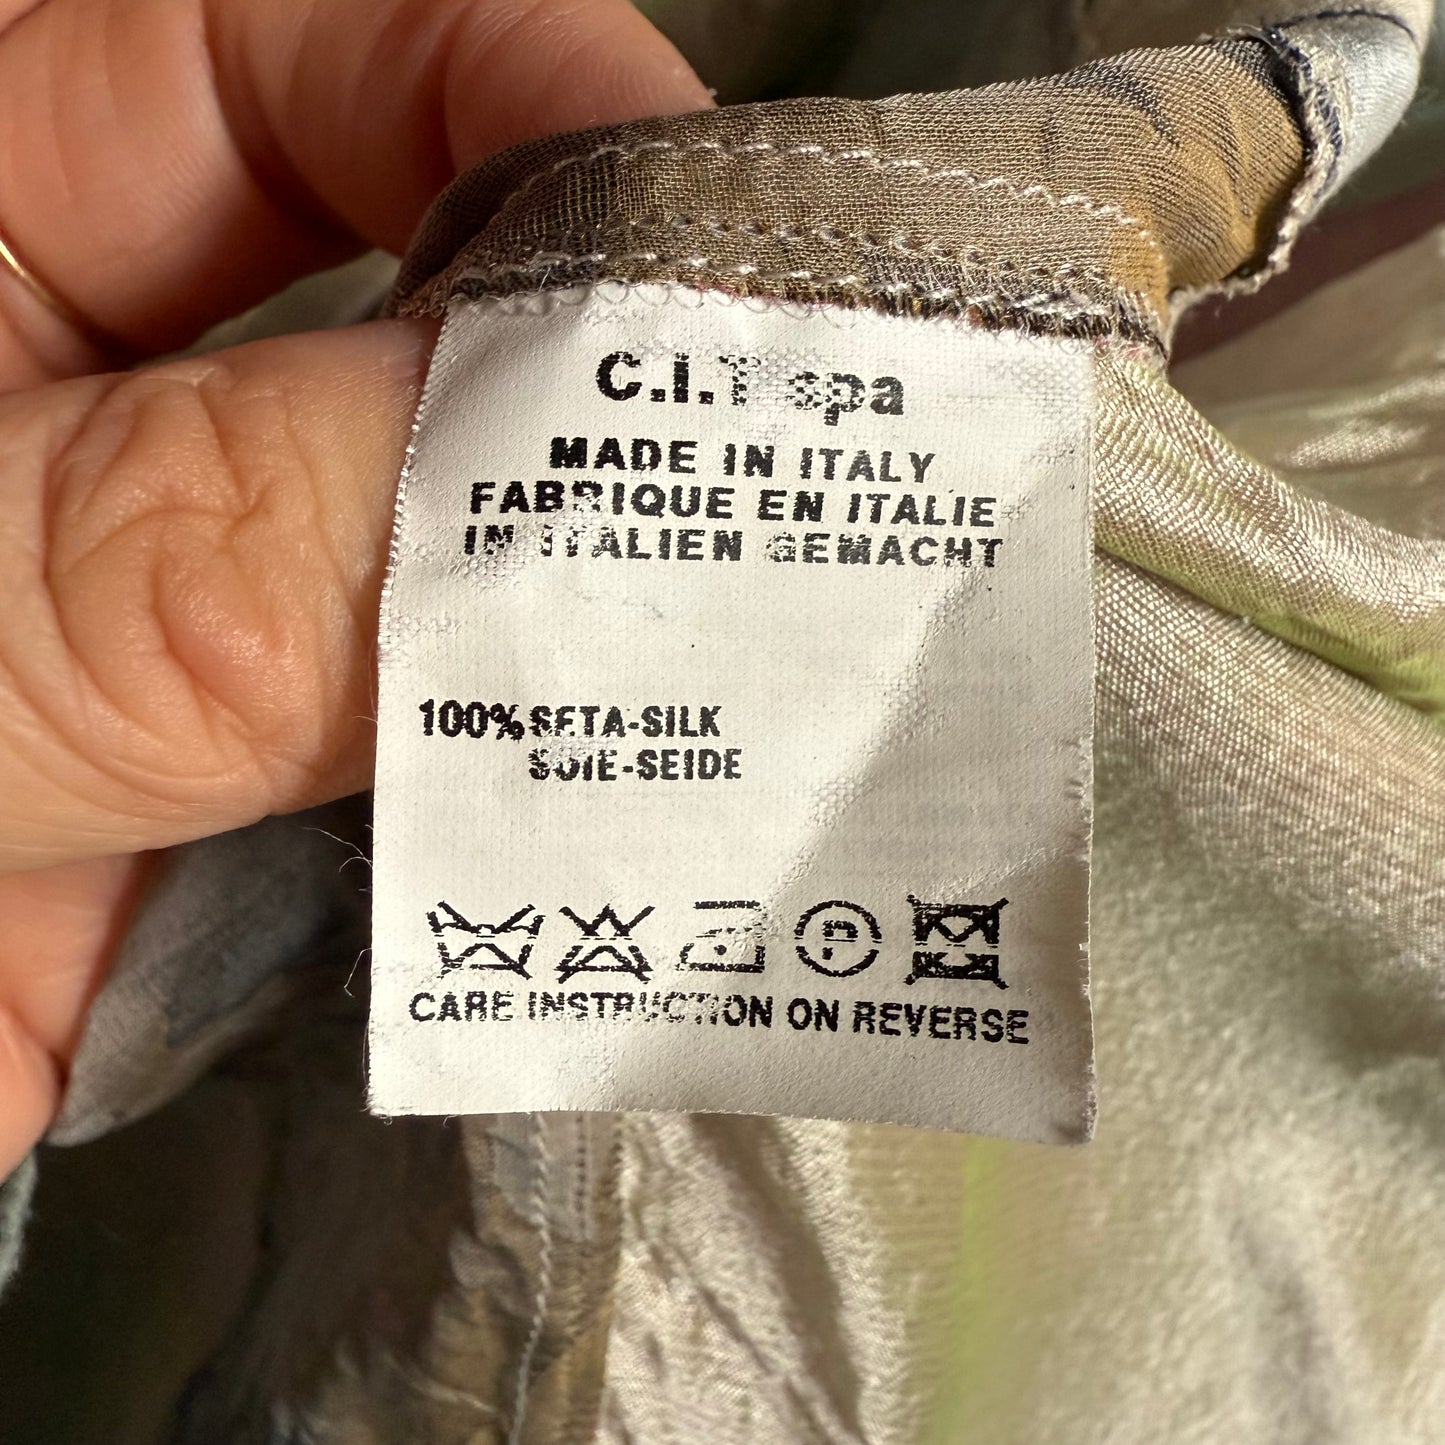 C.I.T spa
MADE IN ITALY
FABRIQUE EN ITALIE
IN ITALIEN GEMACHT
100% SETA-SILK
SOIE-SEIDE
P
CARE INSTRUCTION ON REVERSE